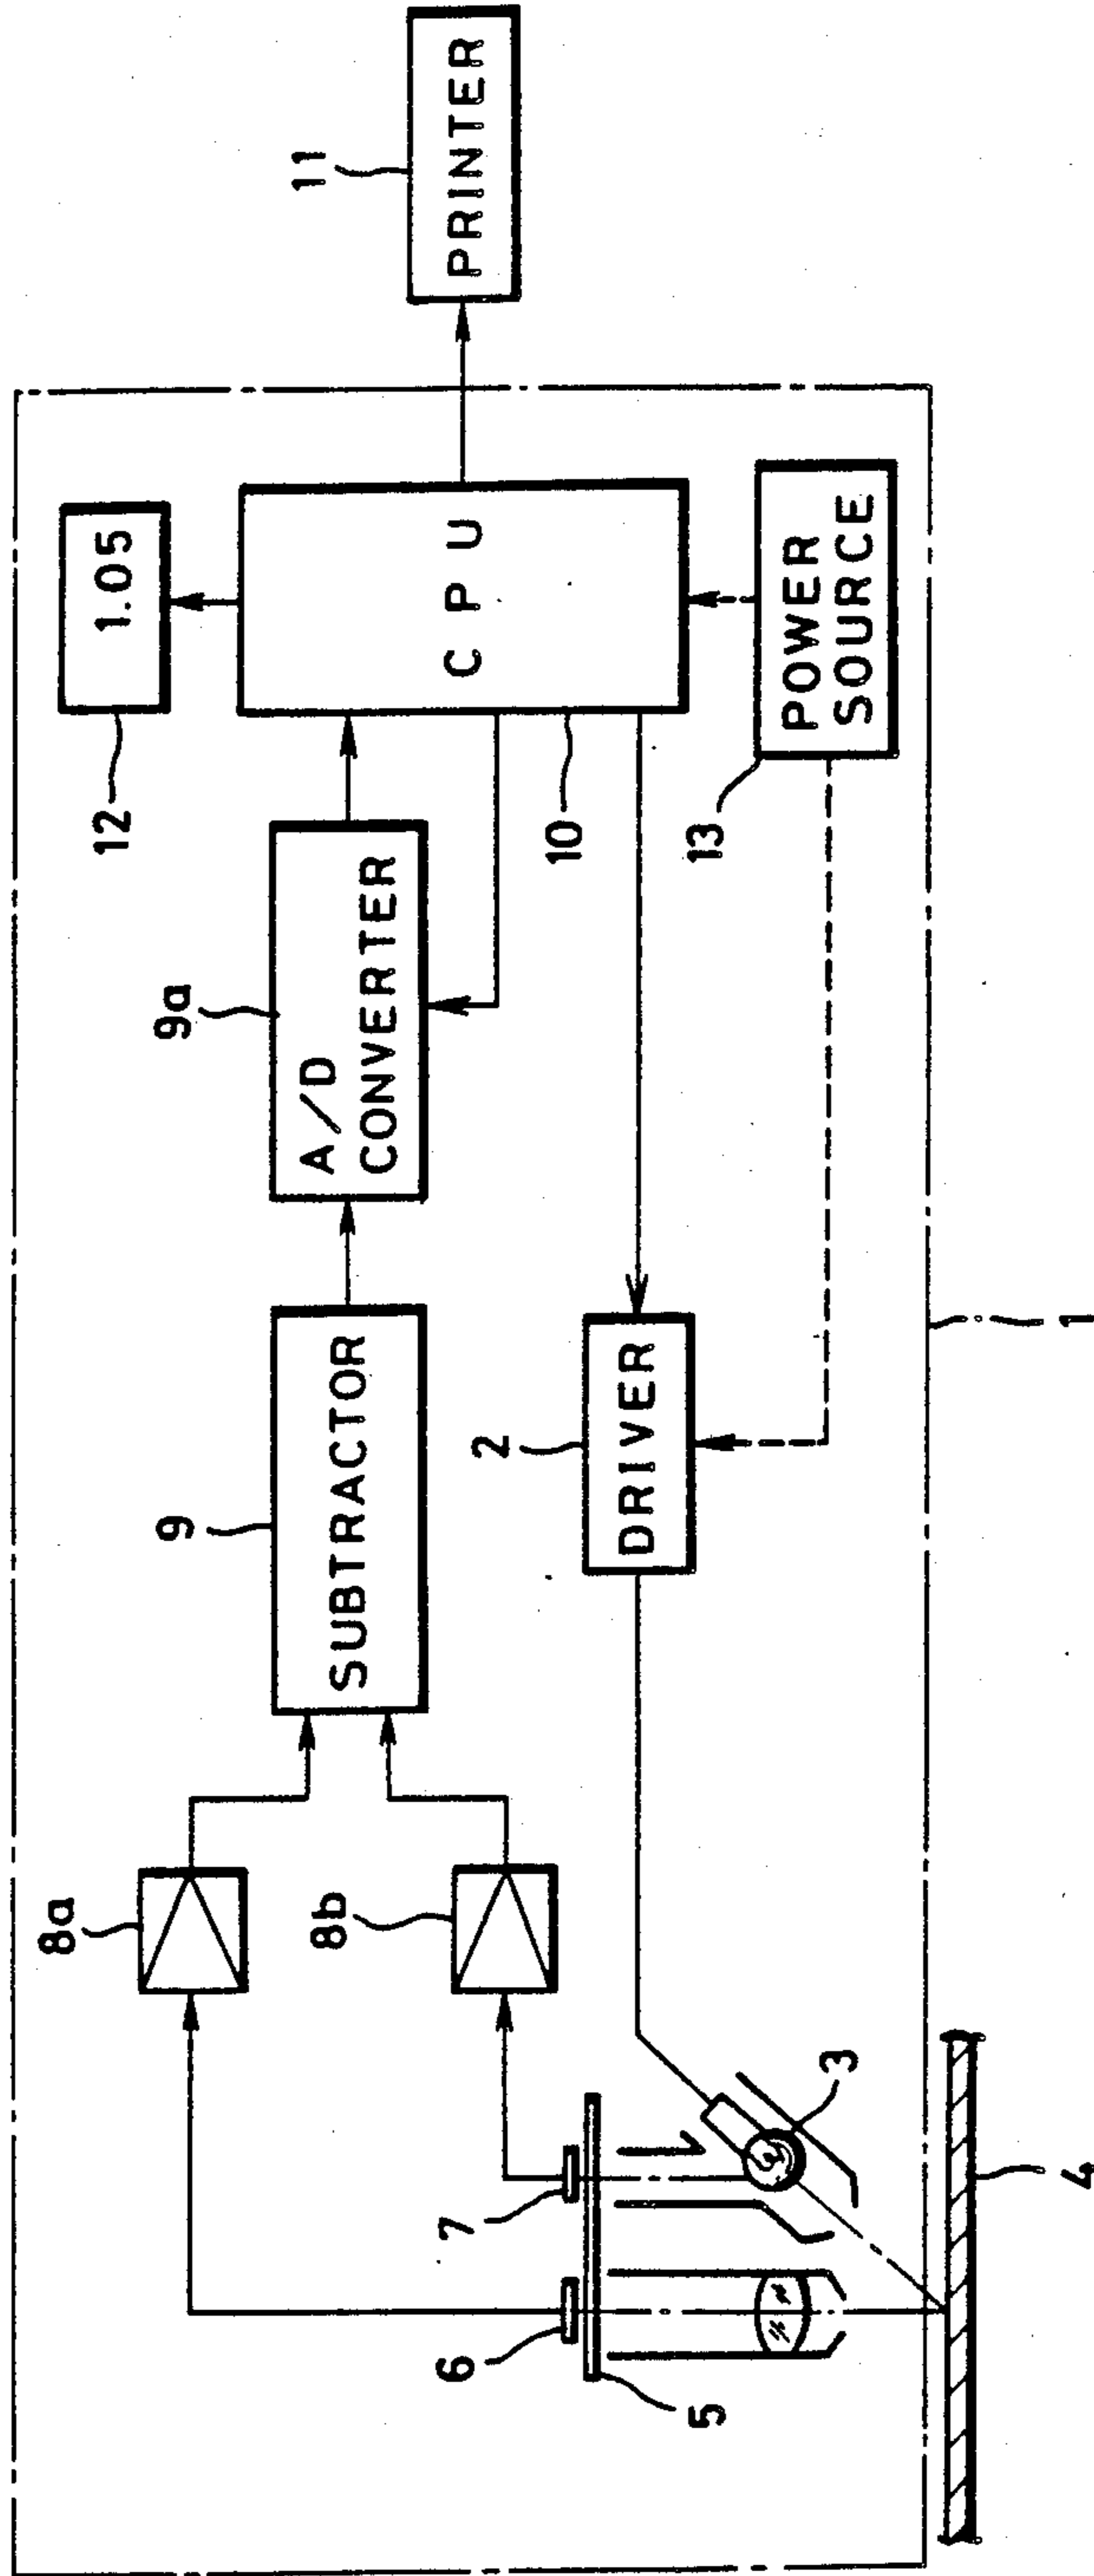 11
PRINTER
12
1.05
CPU
10
POWER
SOURCE
13
9a
A/D
CONVERTER
9
SUBTRACTOR
2
DRIVER
8a
8b
1
7
6
5
3
4